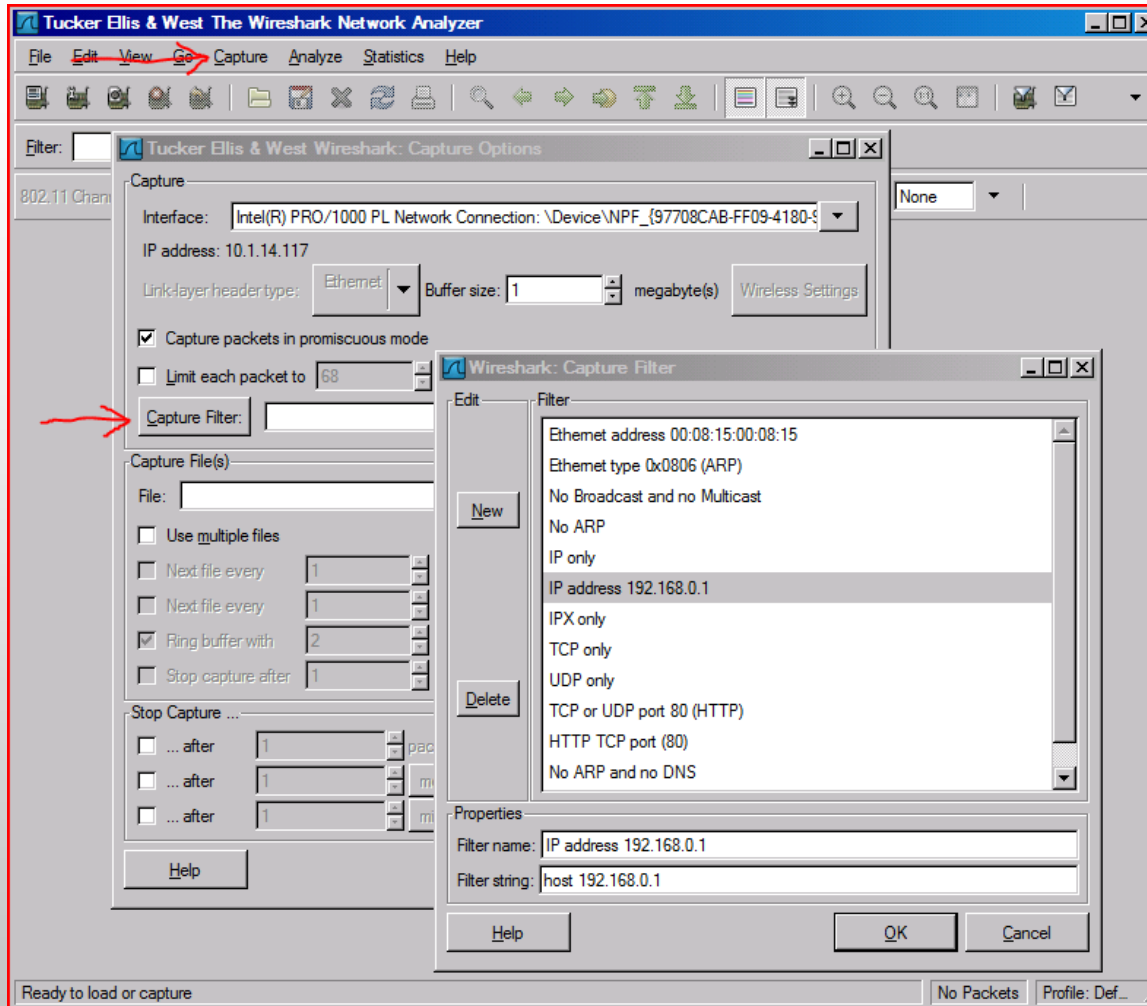 Tucker Ellis & West The Wireshark Network Analyzer
File Edit View Go Capture Analyze Statistics Help
Filter:
Tucker Ellis & West Wireshark: Capture Options
802.11 Chan
None
Capture
Interface: Intel(R) PRO/1000 PL Network Connection: \Device\NPF_{97708CAB-FF09-4180-9
IP address: 10.1.14.117
Link-layer header type: Ethernet Buffer size: 1 megabyte(s) Wireless Settings
Capture packets in promiscuous mode
Limit each packet to 68
Capture Filter:
Capture File(s)
File:
Use multiple files
Next file every 1
Next file every 1
Ring buffer with 2
Stop capture after 1
Stop Capture ...
... after 1 pac
... after 1 m
... after 1 mi
Help
Wireshark: Capture Filter
Edit Filter
New
Delete
Ethernet address 00:08:15:00:08:15
Ethernet type 0x0806 (ARP)
No Broadcast and no Multicast
No ARP
IP only
IP address 192.168.0.1
IPX only
TCP only
UDP only
TCP or UDP port 80 (HTTP)
HTTP TCP port (80)
No ARP and no DNS
Properties
Filter name: IP address 192.168.0.1
Filter string: host 192.168.0.1
Help OK Cancel
Ready to load or capture No Packets Profile: Def...